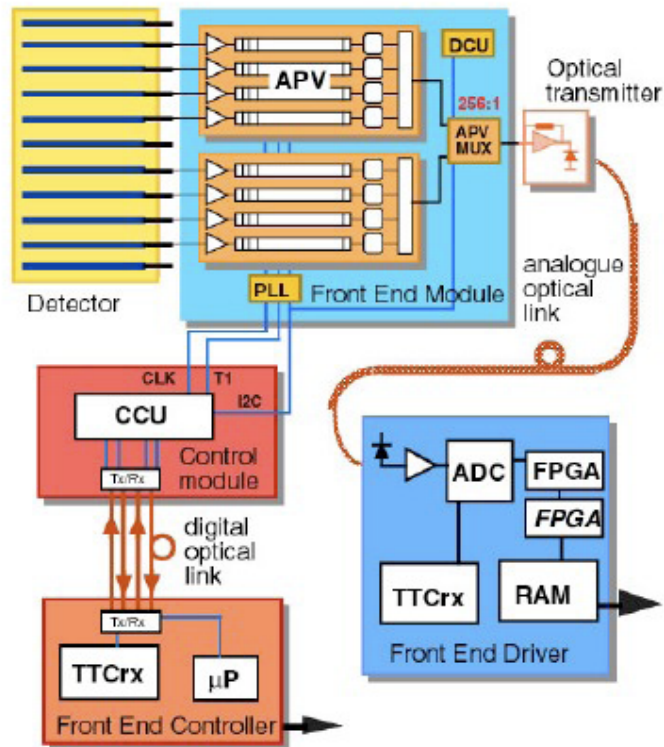 DCU
APV
256:1
APV
MUX
Optical
transmitter
PLL
Front End Module
Detector
analogue
optical
link
CLK
T1
I2C
CCU
Control
module
Tx/Rx
digital
optical
link
Tx/Rx
TTCrx
µP
Front End Controller
ADC
FPGA
FPGA
TTCrx
RAM
Front End Driver